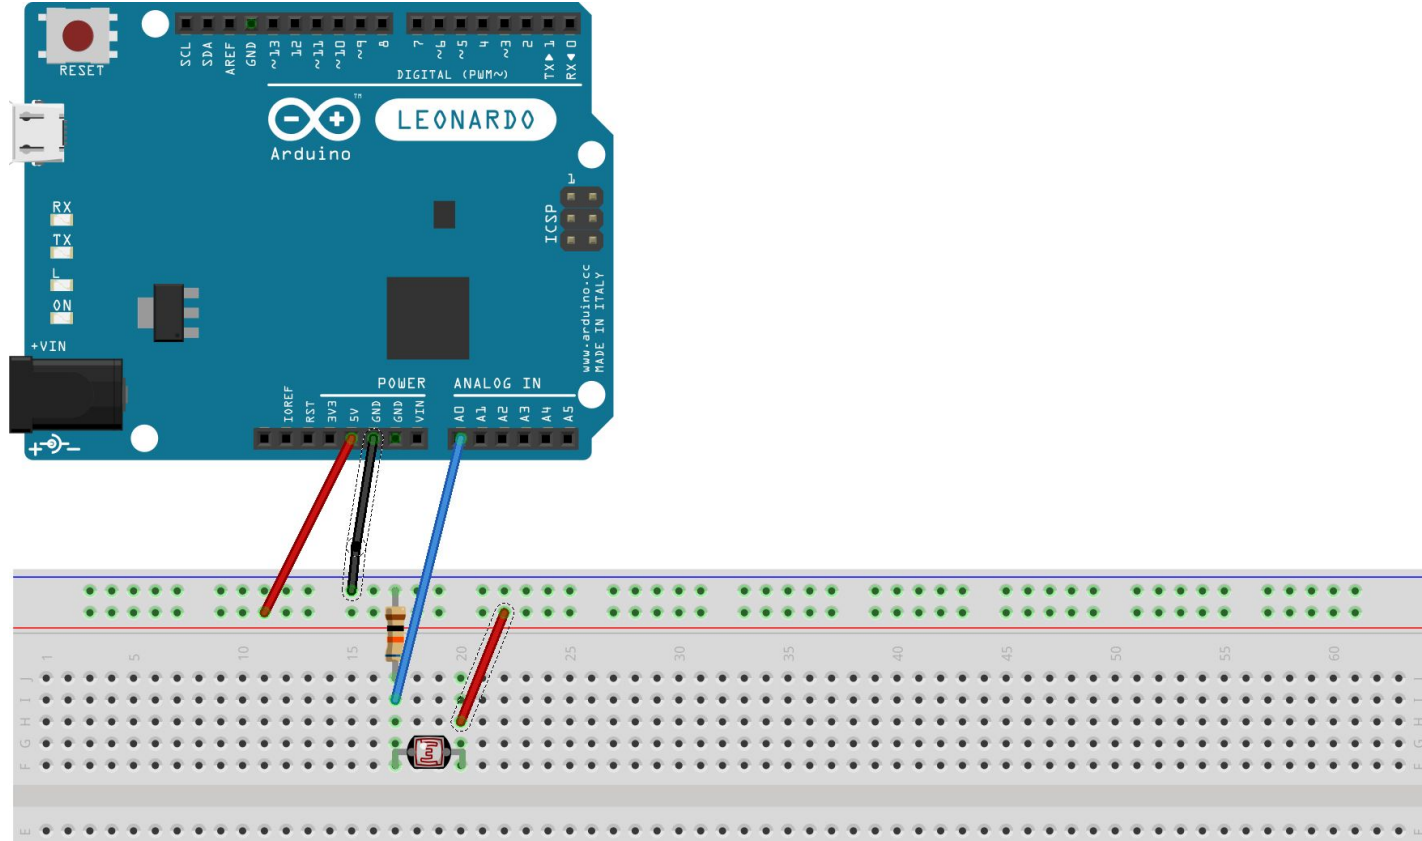 SCL SDA AREF GND ~13 12 ~11 ~10 ~9 8 7 ~6 ~5 4 ~3 2 TX▶1 RX◀0
RESET
DIGITAL (PWM~)
TM
LEONARDO
Arduino
1
ICSP
RX
TX
L
ON
www.arduino.cc
MADE IN ITALY
+VIN
POWER
ANALOG IN
IOREF RST 3V3 5V GND GND VIN A0 A1 A2 A3 A4 A5
+ -
1 5 10 15 20 25 30 35 40 45 50 55 60
J J
I I
H H
G G
F F
E E